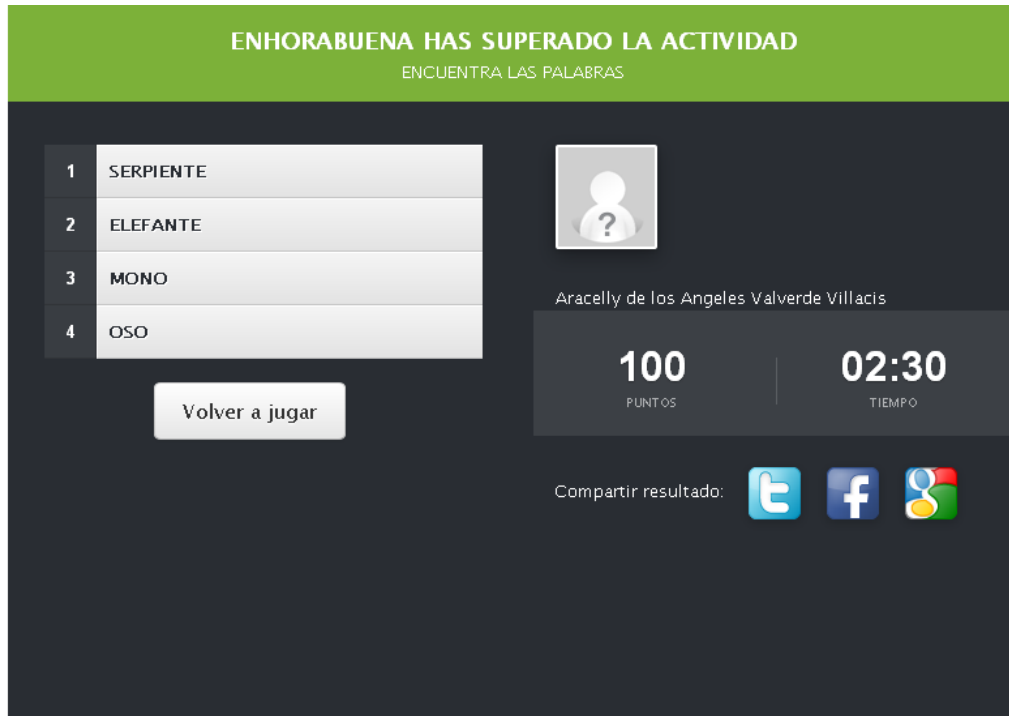 ENHORABUENA HAS SUPERADO LA ACTIVIDAD
ENCUENTRA LAS PALABRAS
1 SERPIENTE
2 ELEFANTE
3 MONO
4 OSO
Volver a jugar
?
Aracelly de los Angeles Valverde Villacis
100 02:30
PUNTOS TIEMPO
Compartir resultado: